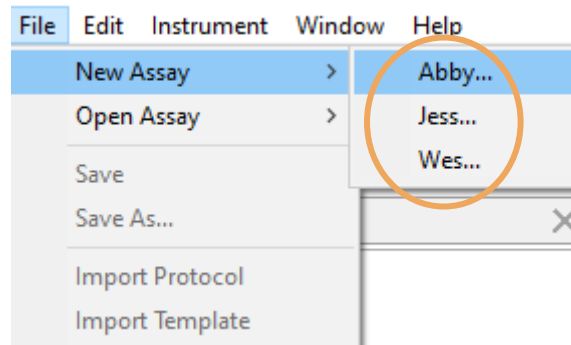 File Edit Instrument Window Help
New Assay > Abby...
Open Assay > Jess...
Wes...
Save
Save As...
Import Protocol
Import Template